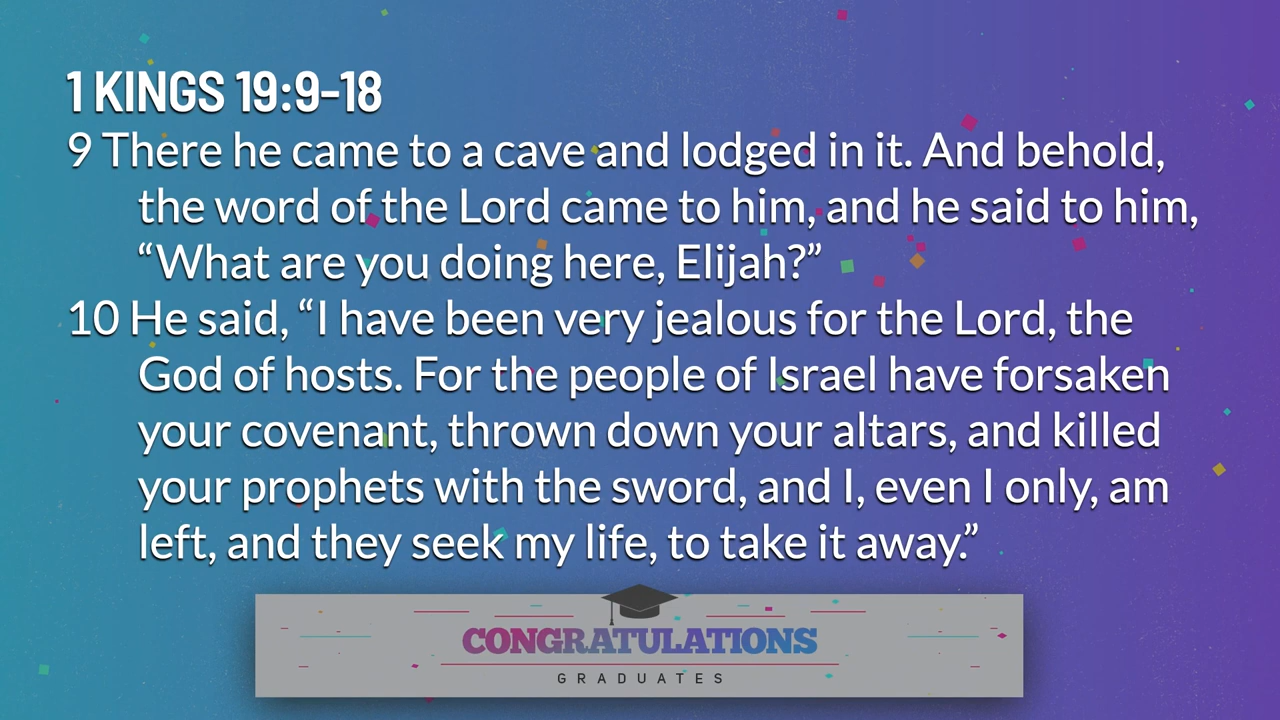 1 KINGS 19:9-18
9 There he came to a cave and lodged in it. And behold,
the word of the Lord came to him, and he said to him,
“What are you doing here, Elijah?”
10 He said, “I have been very jealous for the Lord, the
God of hosts. For the people of Israel have forsaken
your covenant, thrown down your altars, and killed
your prophets with the sword, and I, even I only, am
left, and they seek my life, to take it away.”
CONGRATULATIONS
GRADUATES